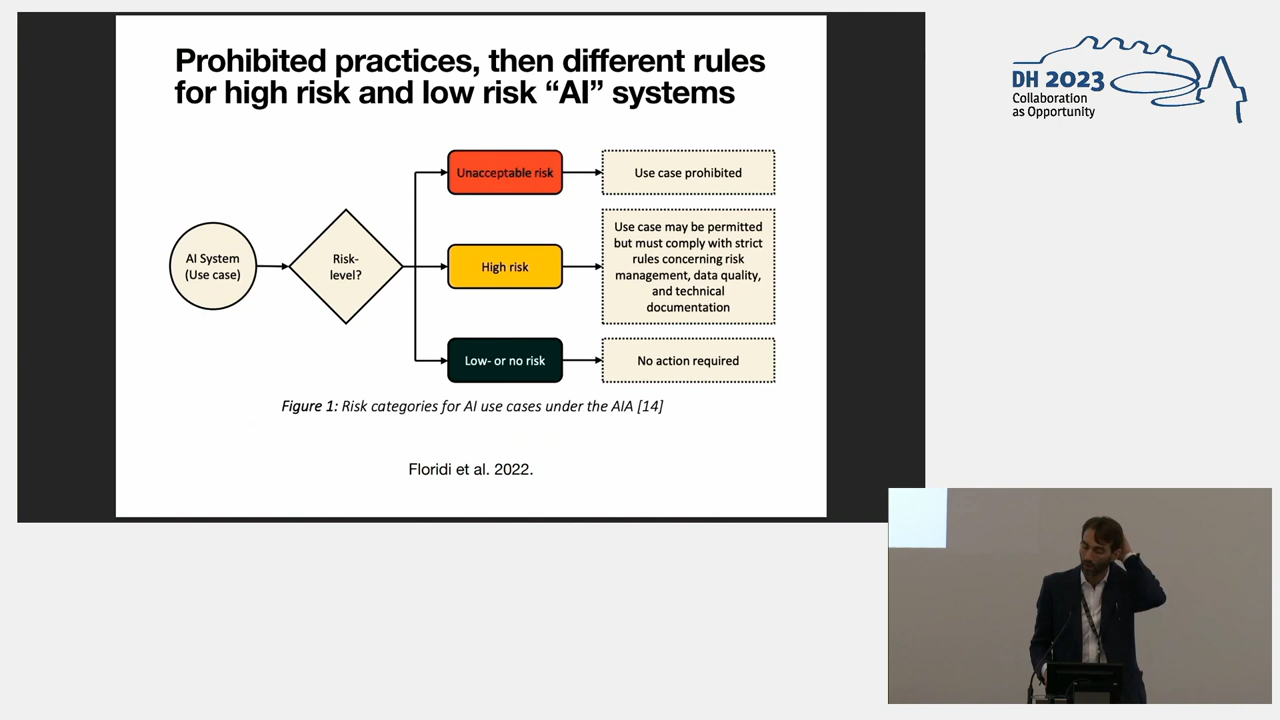 Prohibited practices, then different rules
for high risk and low risk “AI” systems
AI System
(Use case)
Risk-
level?
Unacceptable risk
Use case prohibited
High risk
Use case may be permitted
but must comply with strict
rules concerning risk
management, data quality,
and technical
documentation
Low- or no risk
No action required
Figure 1: Risk categories for AI use cases under the AIA [14]
Floridi et al. 2022.
DH 2023
Collaboration
as Opportunity